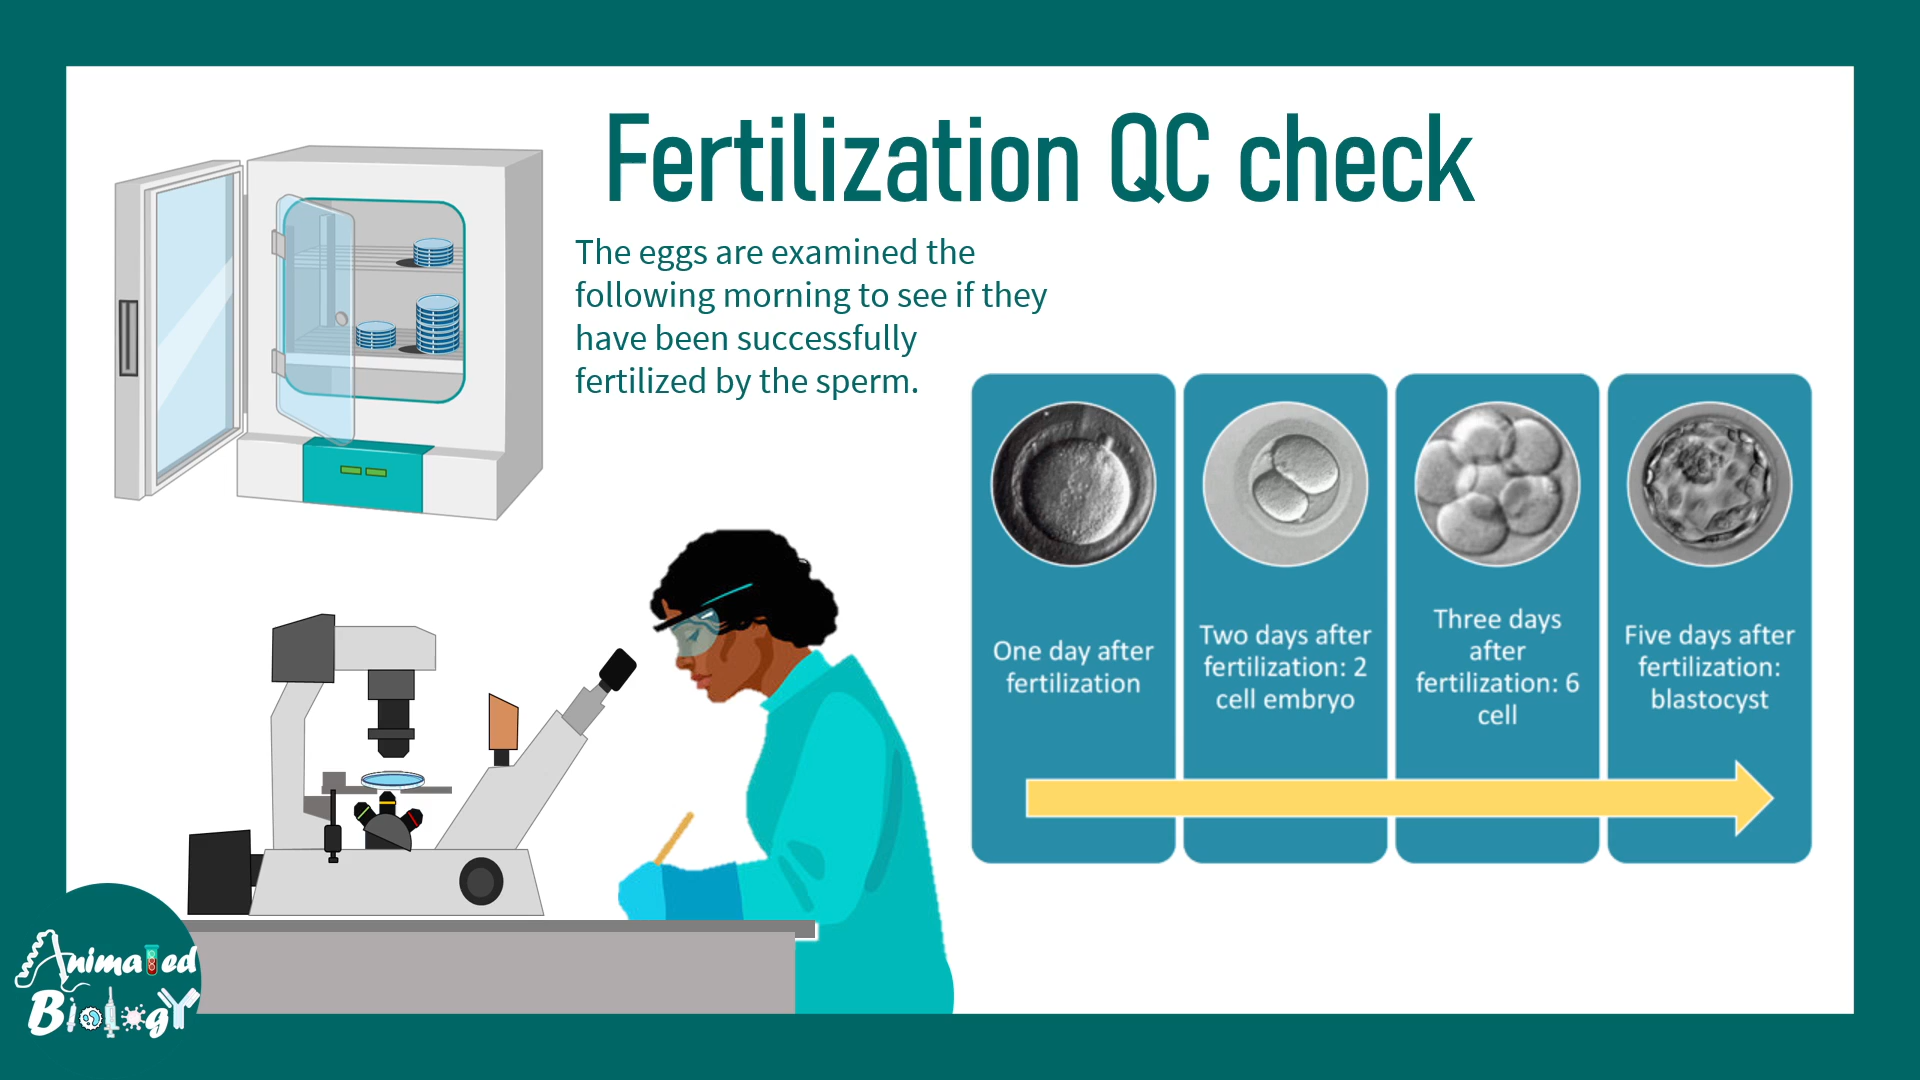 Fertilization QC check
The eggs are examined the
following morning to see if they
have been successfully
fertilized by the sperm.
One day after
fertilization
Two days after
fertilization: 2
cell embryo
Three days
after
fertilization: 6
cell
Five days after
fertilization:
blastocyst
Animated
Biology